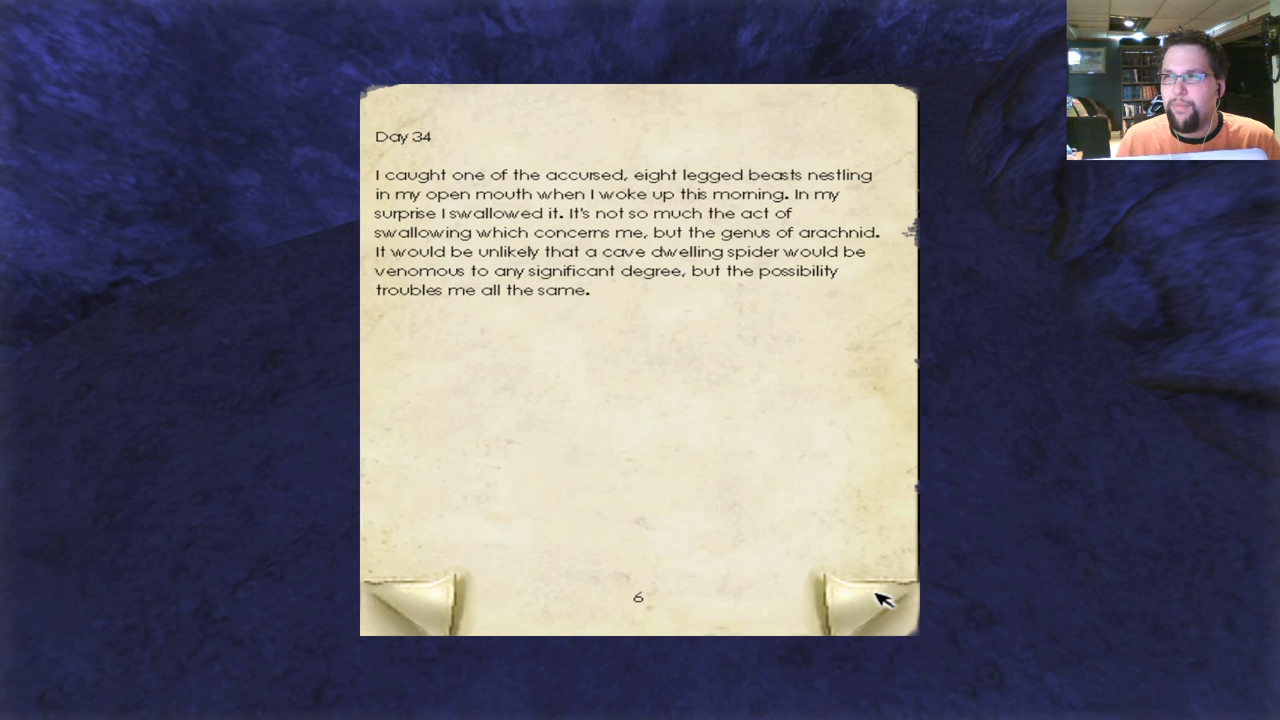 Day 34
I caught one of the accursed, eight legged beasts nestling
in my open mouth when I woke up this morning. In my
surprise I swallowed it. It's not so much the act of
swallowing which concerns me, but the genus of arachnid.
It would be unlikely that a cave dwelling spider would be
venomous to any significant degree, but the possibility
troubles me all the same.
6